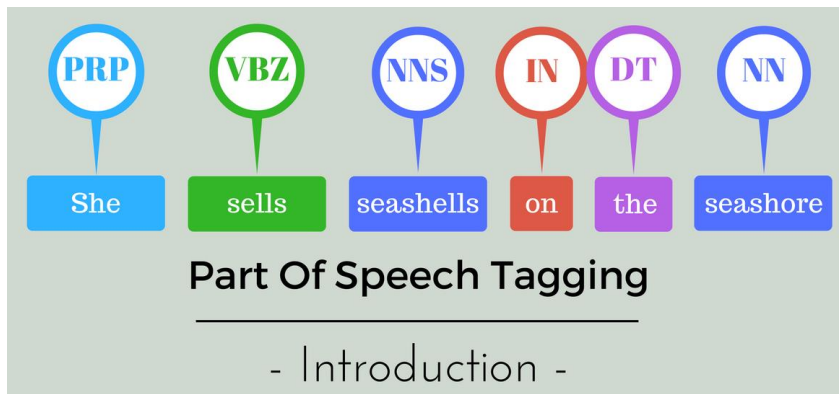 PRP VBZ NNS IN DT NN
She sells seashells on the seashore
Part Of Speech Tagging
- Introduction -